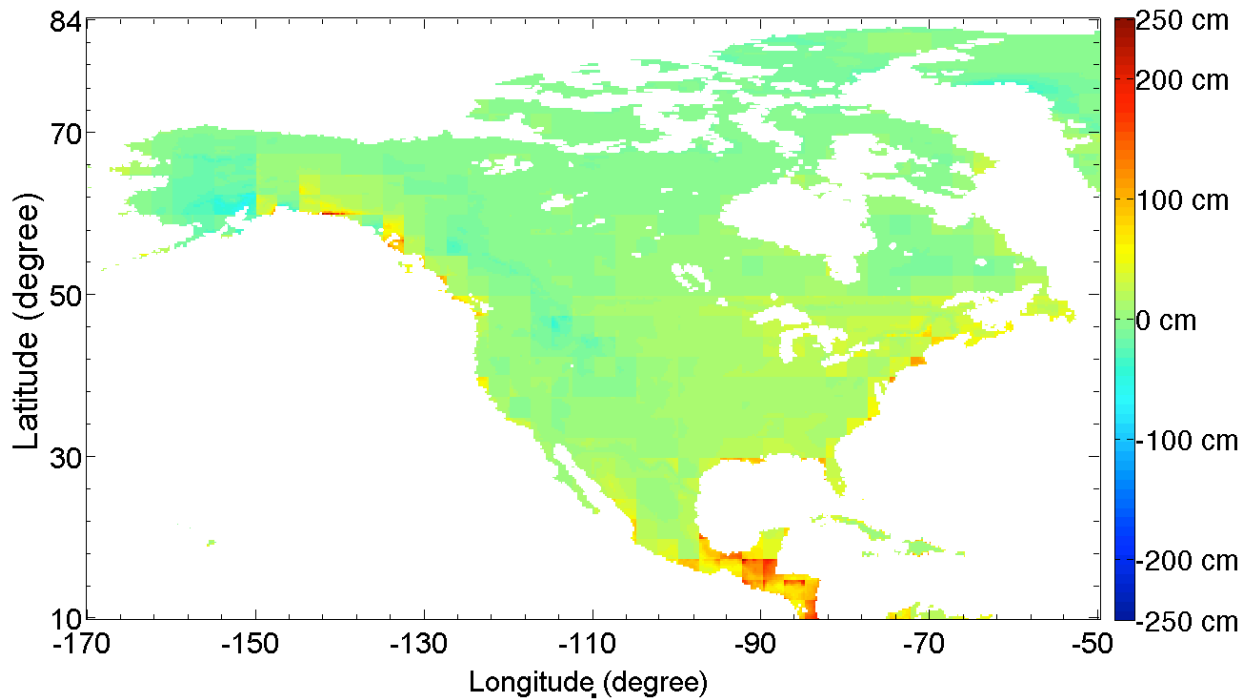 84
70
50
30
10
Latitude (degree)
-170
-150
-130
-110
-90
-70
-50
Longitude (degree)
250 cm
200 cm
100 cm
0 cm
-100 cm
-200 cm
-250 cm